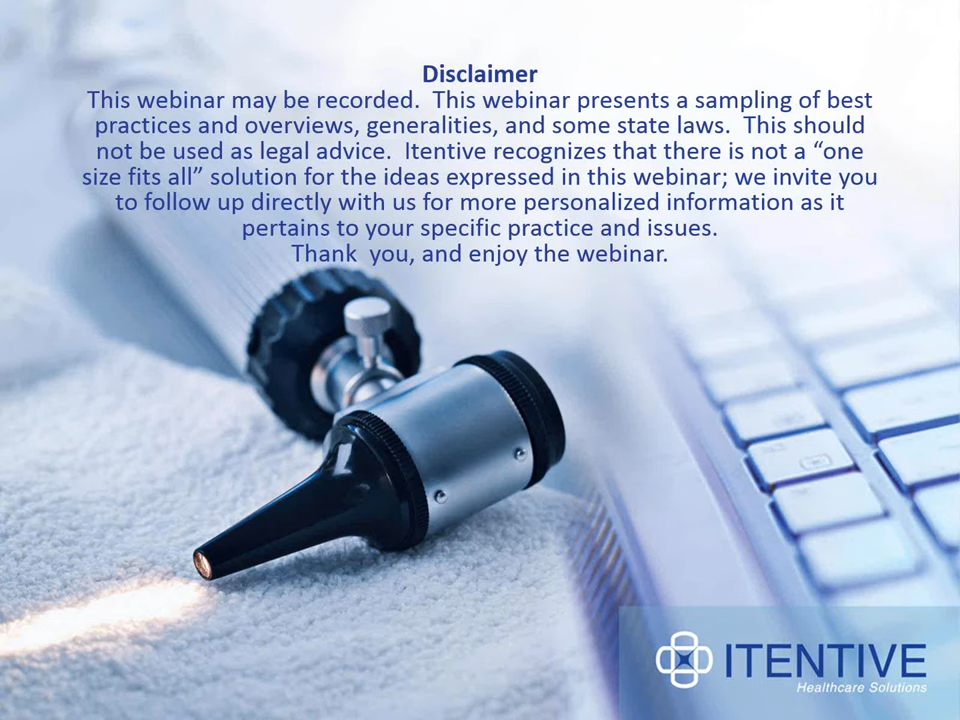 Disclaimer
This webinar may be recorded.  This webinar presents a sampling of best
practices and overviews, generalities, and some state laws.  This should
not be used as legal advice.  Itentive recognizes that there is not a “one
size fits all” solution for the ideas expressed in this webinar; we invite you
to follow up directly with us for more personalized information as it
pertains to your specific practice and issues.
Thank  you, and enjoy the webinar.
ITENTIVE
Healthcare Solutions